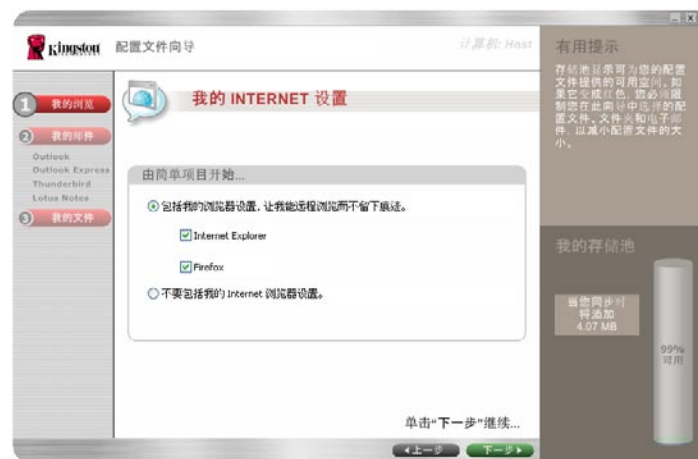 Kingston
TECHNOLOGY
配置文件向导
计算机: Host
1 我的浏览
2 我的邮件
Outlook
Outlook Express
Thunderbird
Lotus Notes
3 我的文件
我的 INTERNET 设置
由简单项目开始...
包括我的浏览器设置,让我能远程浏览而不留下痕迹。
Internet Explorer
Firefox
不要包括我的 Internet 浏览器设置。
单击“下一步”继续...
上一步
下一步
有用提示
存储池显示可为您的配置
文件提供的可用空间。如
果它变成红色,您必须限
制您在此向导中选择的配
置文件、文件夹和电子邮
件,以减小配置文件的大
小。
我的存储池
当您同步时
将添加
4.07 MB
99%
可用